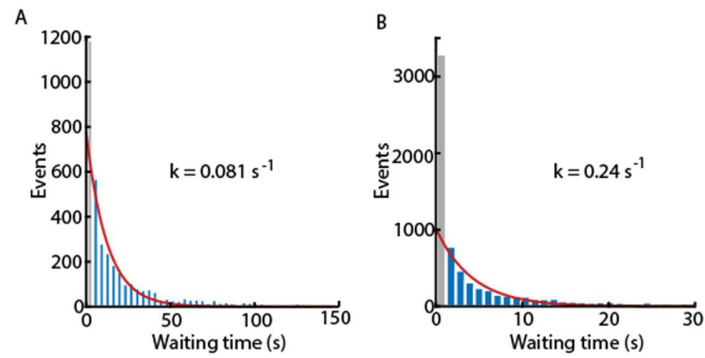 A
1200
1000
800
600
400
200
0
Events
k = 0.081 s-1
0 50 100 150
Waiting time (s)
B
3000
2000
1000
0
Events
k = 0.24 s-1
0 10 20 30
Waiting time (s)